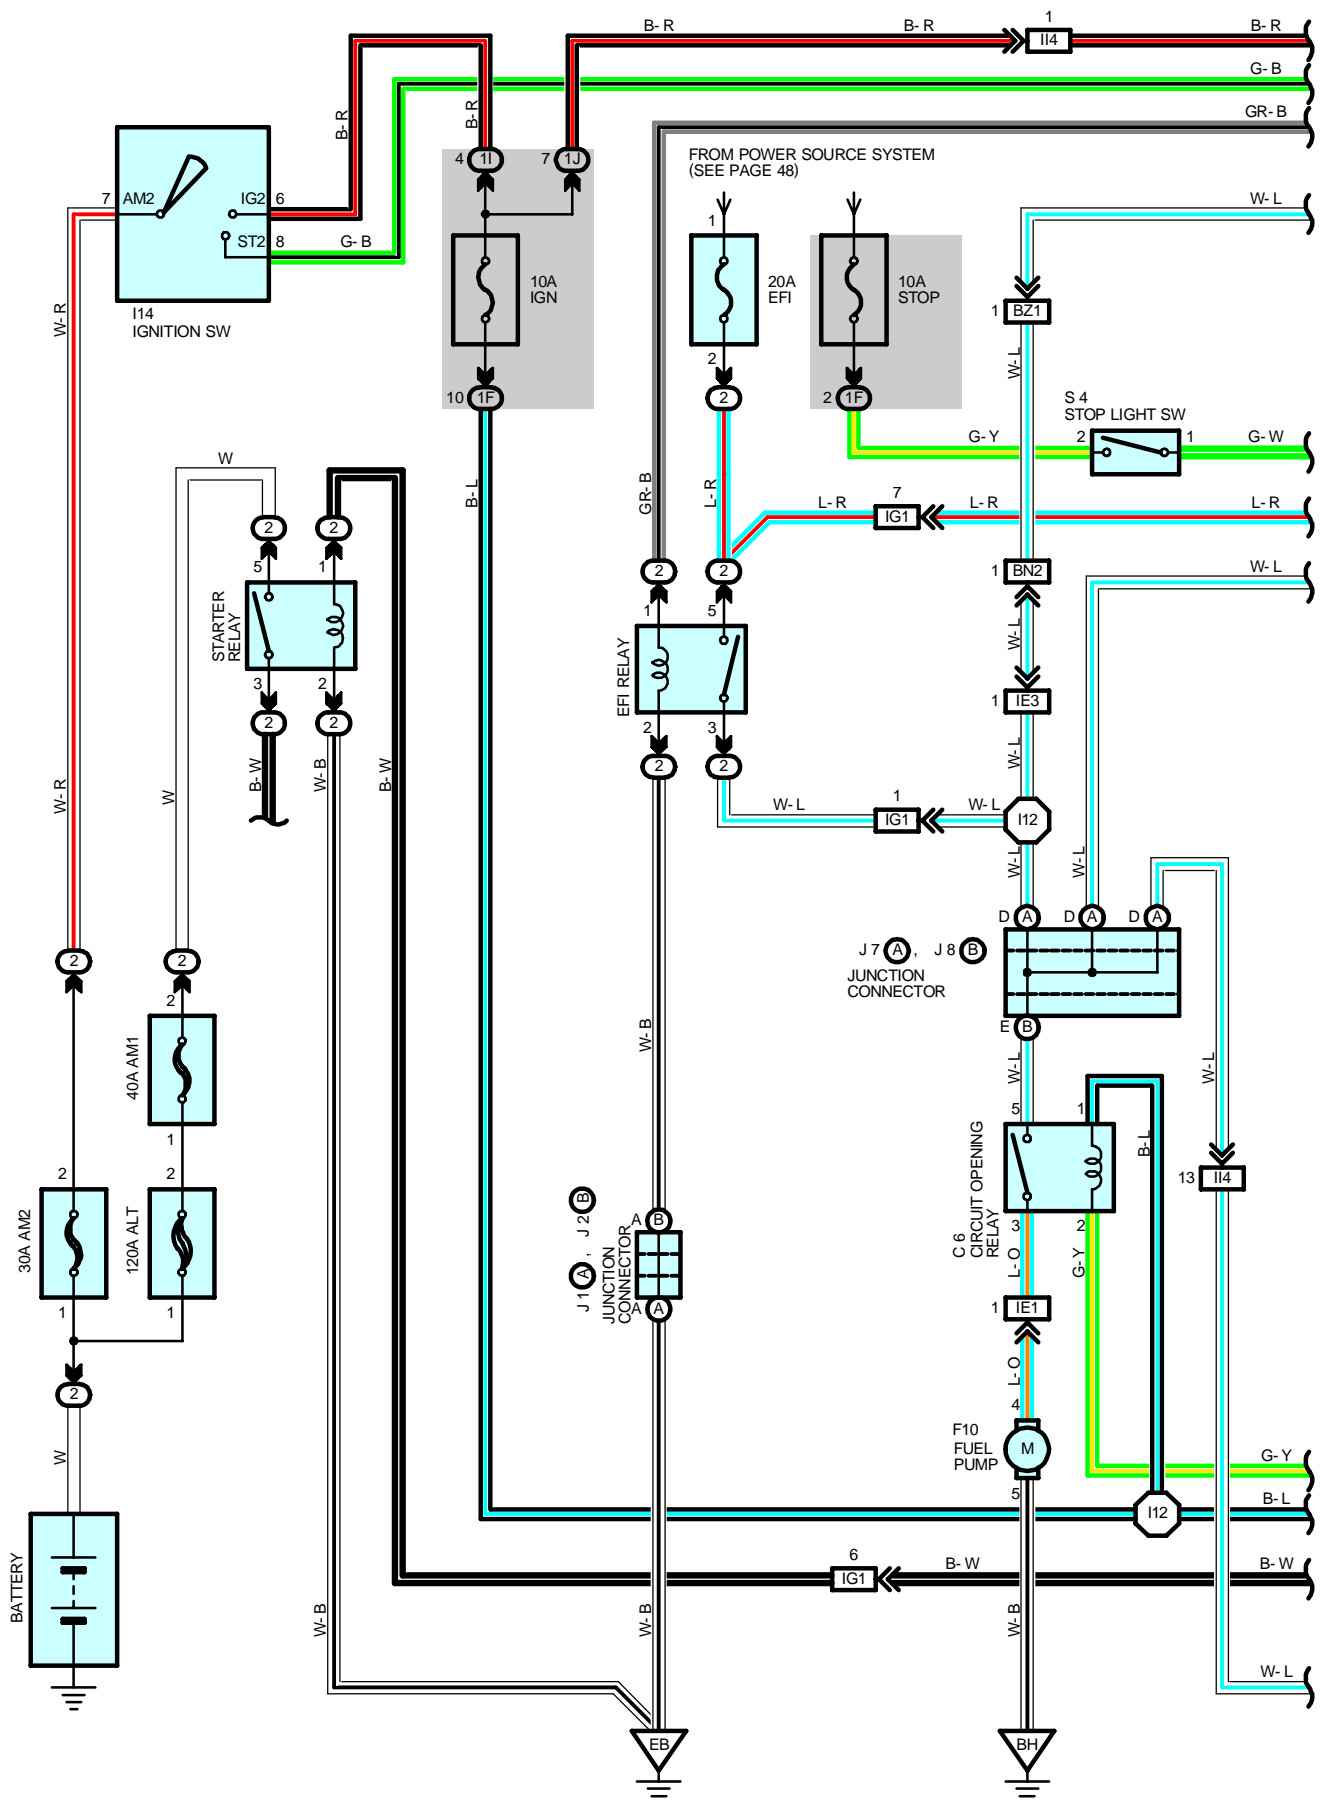 B- R
B- R
1
II4
B- R
G- B
GR- B
B- R
B- R
4
1I
7
1J
FROM POWER SOURCE SYSTEM
(SEE PAGE 48)
7
AM2
IG2
6
ST2
8
G- B
W- L
1
20A
EFI
10A
IGN
10A
STOP
I14
IGNITION SW
W- R
1
BZ1
2
W- L
10
1F
2
2
1F
S 4
STOP LIGHT SW
G- Y
2
1
G- W
W
B- L
GR- B
L- R
L- R
7
IG1
L- R
L- R
2
2
5
1
2
2
1
BN2
W- L
STARTER
RELAY
1
5
W- L
EFI RELAY
3
2
2
3
1
IE3
2
2
W- L
2
2
W- R
W
B- W
W- B
B- W
W- L
1
IG1
W- L
I12
W- L
W- L
D
A
D
A
D
A
J 7
A
,
J 8
B
JUNCTION
CONNECTOR
2
2
2
E
B
40A AM1
W- B
W- L
W- L
1
5
1
B- L
C 6
CIRCUIT OPENING
RELAY
13
II4
2
2
30A AM2
120A ALT
J 1
A
,
J 2
B
JUNCTION
CONNECTOR
A
B
3
2
L- O
G- Y
1
1
A
A
1
IE1
2
L- O
4
F10
FUEL
PUMP
M
W
G- Y
5
B- L
I12
BATTERY
6
IG1
B- W
B- W
W- B
W- B
W- B
W- L
EB
BH